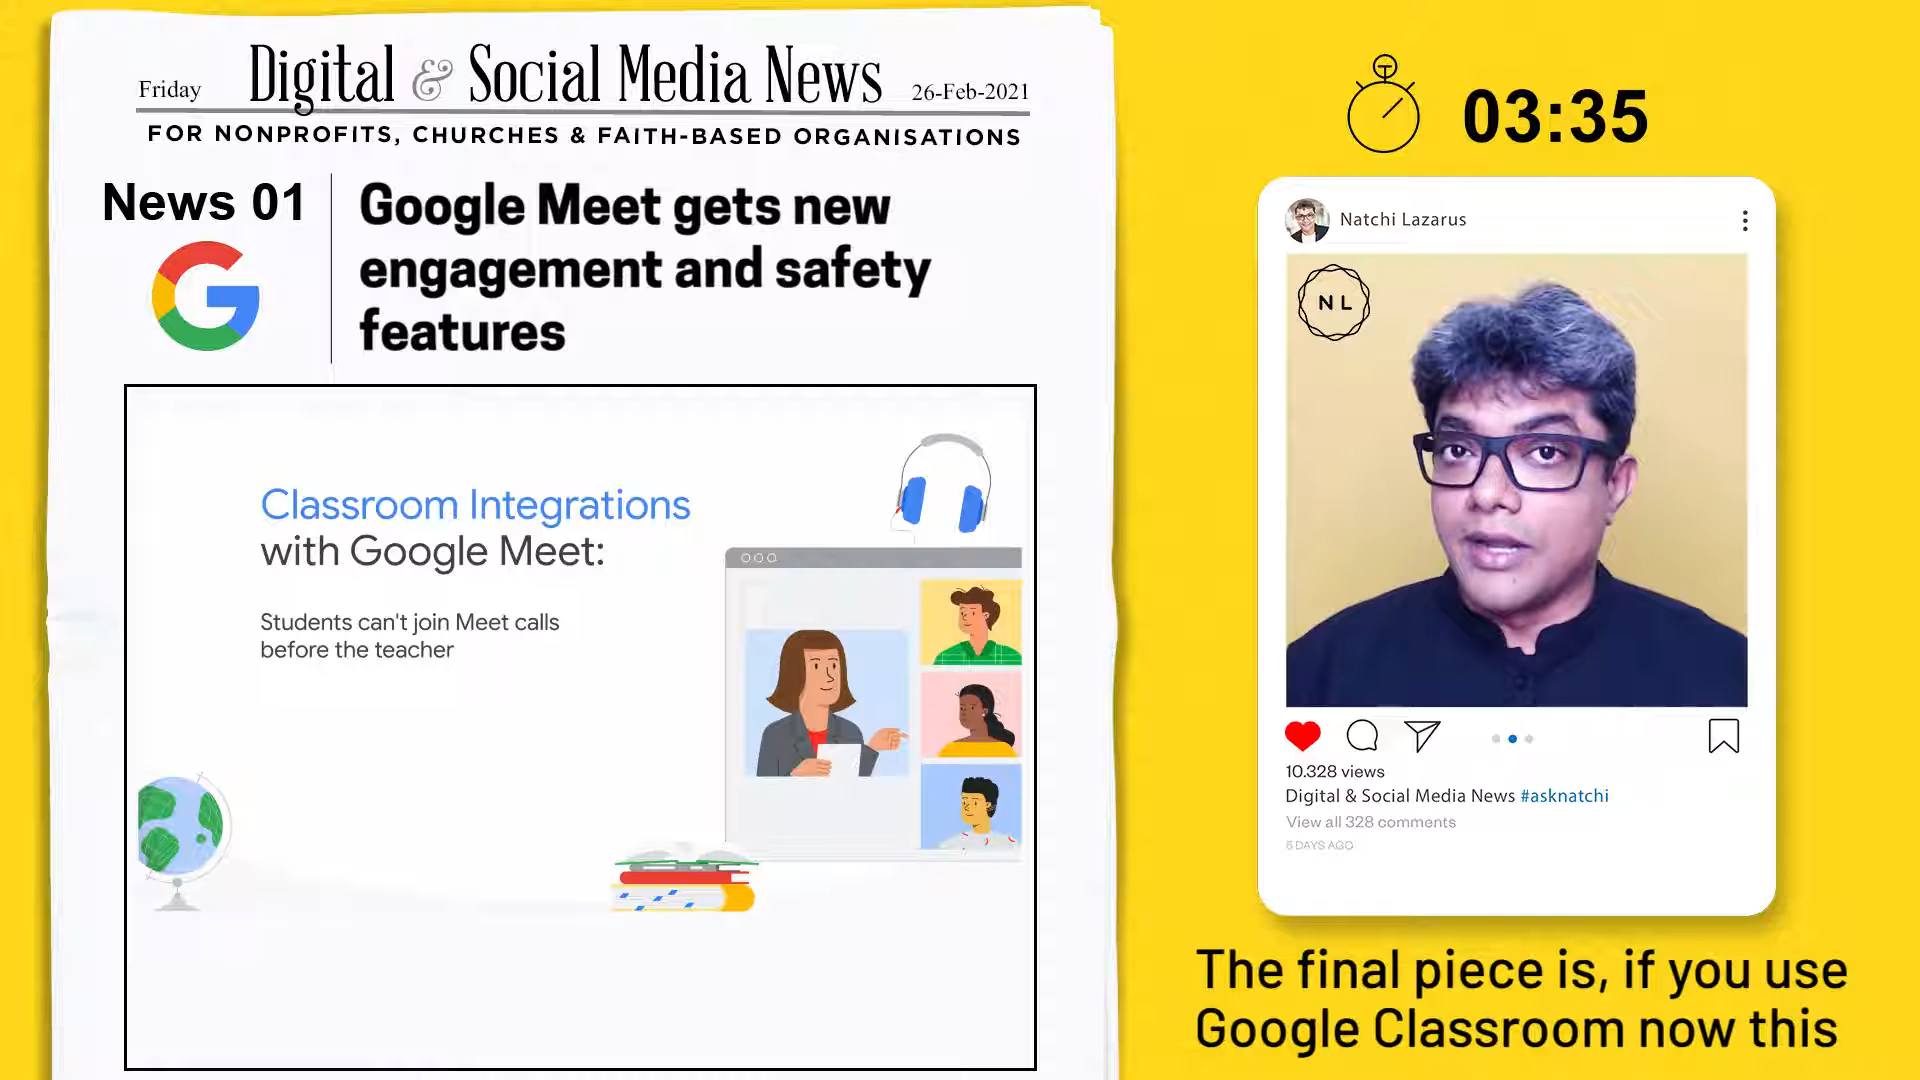 Friday
Digital & Social Media News
26-Feb-2021
FOR NONPROFITS, CHURCHES & FAITH-BASED ORGANISATIONS
News 01
Google Meet gets new
engagement and safety
features
Classroom Integrations
with Google Meet:
Students can't join Meet calls
before the teacher
03:35
Natchi Lazarus
NL
10.328 views
Digital & Social Media News #asknatchi
View all 328 comments
6 DAYS AGO
The final piece is, if you use
Google Classroom now this